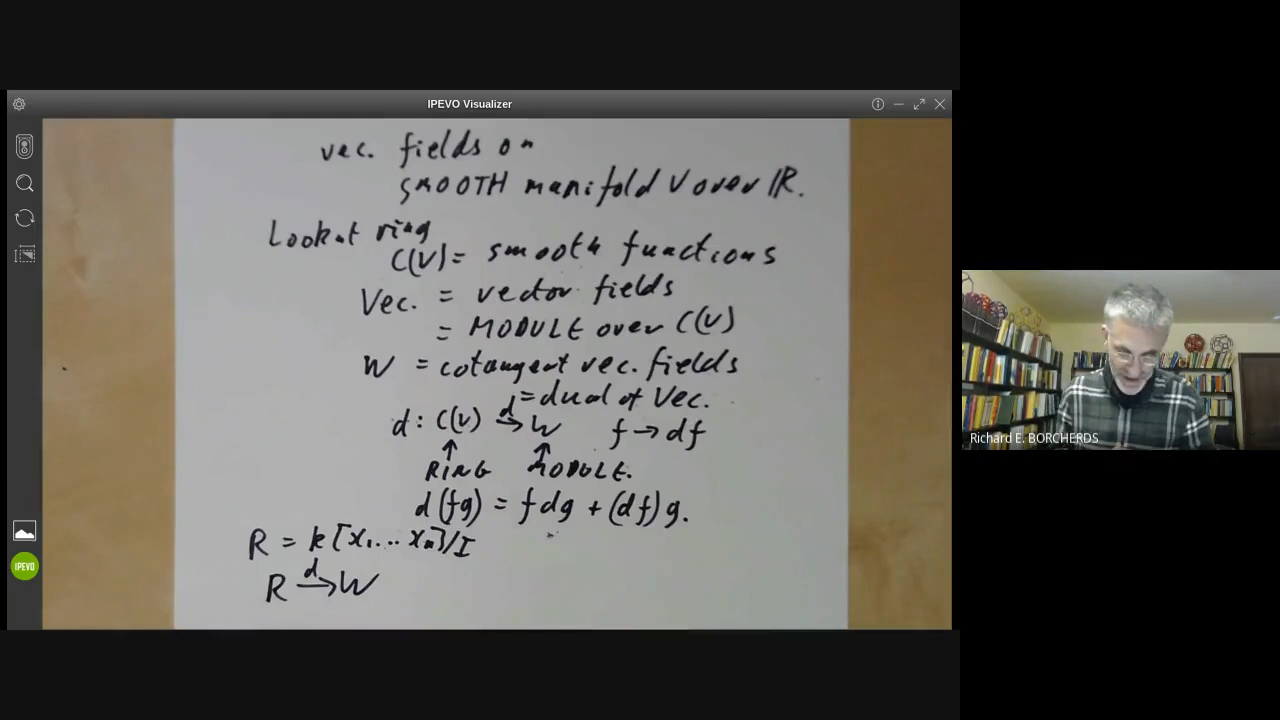 IPEVO Visualizer
vec. fields on
SMOOTH manifold V over IR.
Look at ring
C(V) = smooth functions
Vec. = vector fields
= MODULE over C(V)
W = cotangent vec. fields
= dual of Vec.
d : C(V) d→ W f → df
↑ ↑
RING MODULE.
d(fg) = f dg + (df) g.
R = k[x₁...xₙ]/I
R d→ W
IPEVO
Richard E. BORCHERDS